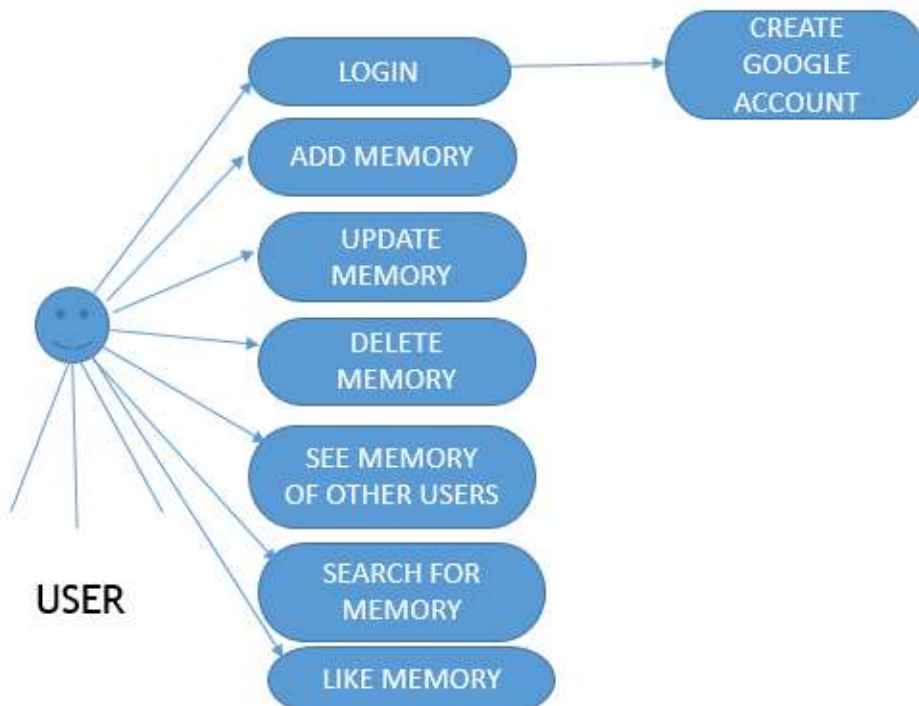 LOGIN
CREATE
GOOGLE
ACCOUNT
ADD MEMORY
UPDATE
MEMORY
DELETE
MEMORY
SEE MEMORY
OF OTHER USERS
SEARCH FOR
MEMORY
LIKE MEMORY
USER